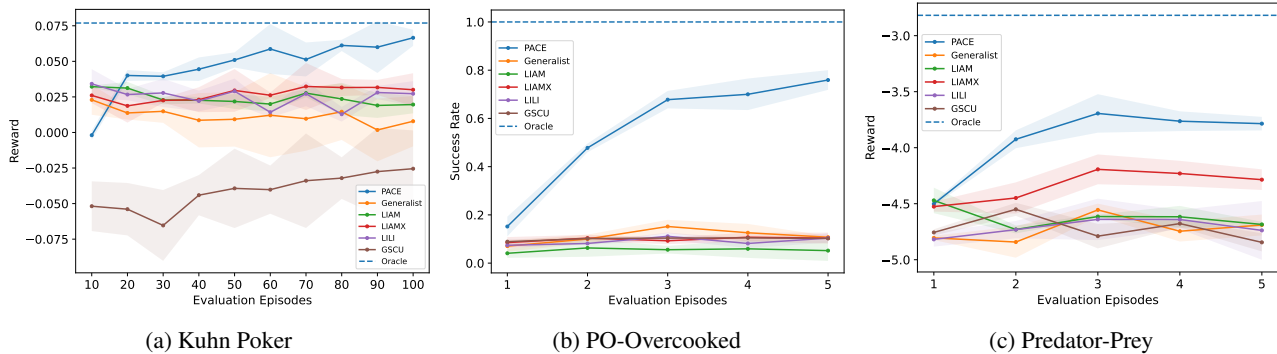 0.075
0.050
0.025
0.000
−0.025
−0.050
−0.075
Reward
10 20 30 40 50 60 70 80 90 100
Evaluation Episodes
PACE
Generalist
LIAM
LIAMX
LILI
GSCU
Oracle
(a) Kuhn Poker
1.0
0.8
0.6
0.4
0.2
0.0
Success Rate
1 2 3 4 5
Evaluation Episodes
PACE
Generalist
LIAM
LIAMX
LILI
GSCU
Oracle
(b) PO-Overcooked
−3.0
−3.5
−4.0
−4.5
−5.0
Reward
1 2 3 4 5
Evaluation Episodes
PACE
Generalist
LIAM
LIAMX
LILI
GSCU
Oracle
(c) Predator-Prey